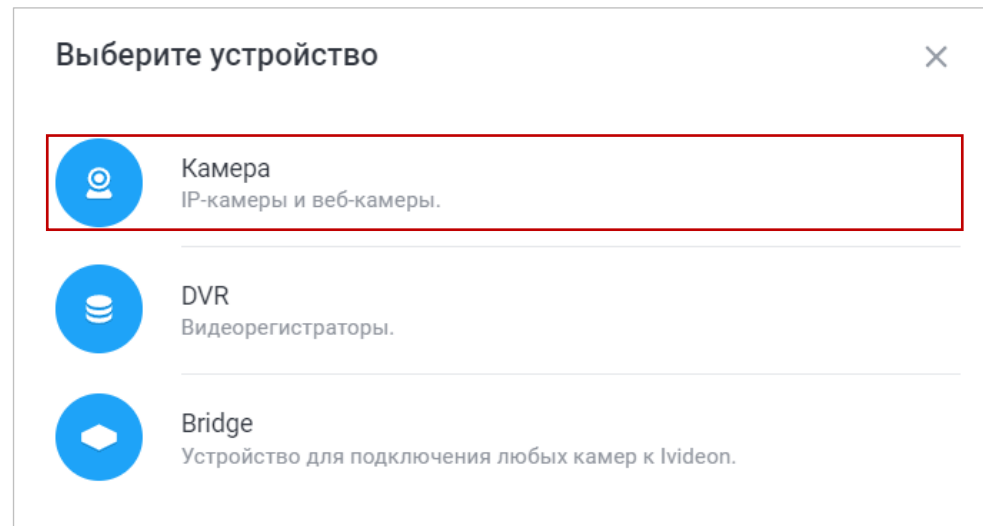 Выберите устройство
Камера
IP-камеры и веб-камеры.
DVR
Видеорегистраторы.
Bridge
Устройство для подключения любых камер к Ivideon.